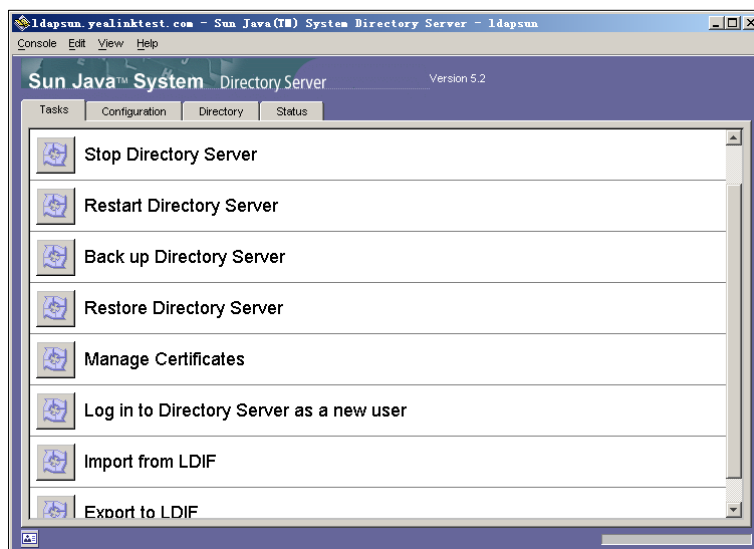 ldapsun.yealinktest.com - Sun Java(TM) System Directory Server - ldapsun
Console Edit View Help
Sun Java™ System Directory Server Version 5.2
Tasks Configuration Directory Status
Stop Directory Server
Restart Directory Server
Back up Directory Server
Restore Directory Server
Manage Certificates
Log in to Directory Server as a new user
Import from LDIF
Export to LDIF